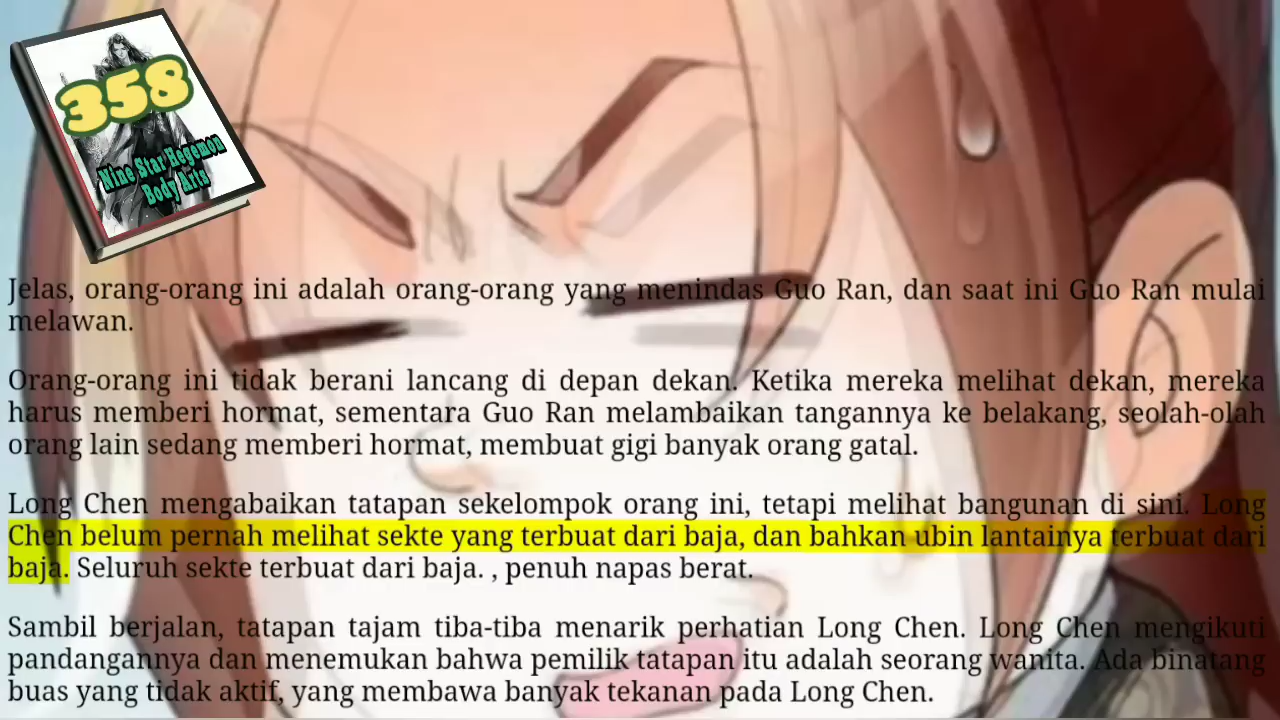 358
Nine Star Hegemon
Body Arts
Jelas, orang-orang ini adalah orang-orang yang menindas Guo Ran, dan saat ini Guo Ran mulai
melawan.
Orang-orang ini tidak berani lancang di depan dekan. Ketika mereka melihat dekan, mereka
harus memberi hormat, sementara Guo Ran melambaikan tangannya ke belakang, seolah-olah
orang lain sedang memberi hormat, membuat gigi banyak orang gatal.
Long Chen mengabaikan tatapan sekelompok orang ini, tetapi melihat bangunan di sini. Long
Chen belum pernah melihat sekte yang terbuat dari baja, dan bahkan ubin lantainya terbuat dari
baja. Seluruh sekte terbuat dari baja. , penuh napas berat.
Sambil berjalan, tatapan tajam tiba-tiba menarik perhatian Long Chen. Long Chen mengikuti
pandangannya dan menemukan bahwa pemilik tatapan itu adalah seorang wanita. Ada binatang
buas yang tidak aktif, yang membawa banyak tekanan pada Long Chen.